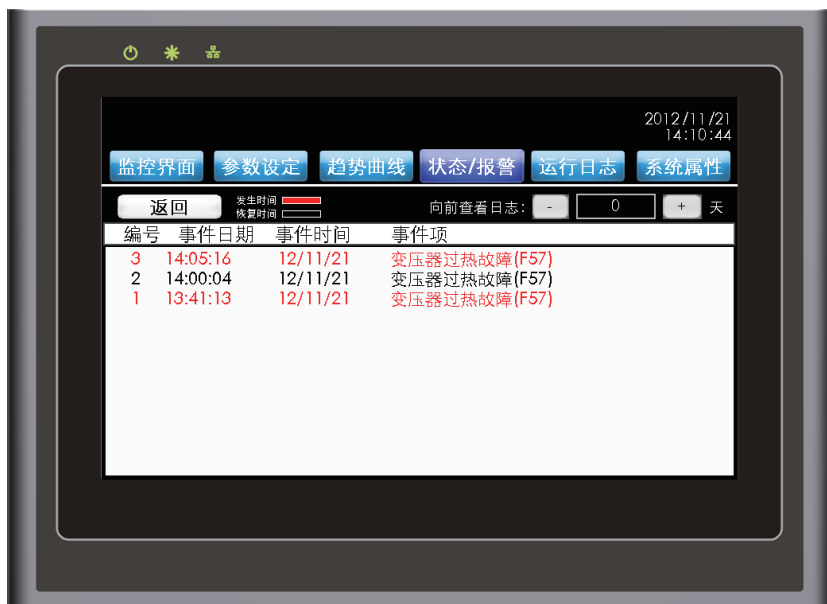 2012/11/21
14:10:44
监控界面 参数设定 趋势曲线 状态/报警 运行日志 系统属性
返回 发生时间 向前查看日志: - 0 + 天
恢复时间
编号 事件日期 事件时间 事件项
3 14:05:16 12/11/21 变压器过热故障(F57)
2 14:00:04 12/11/21 变压器过热故障(F57)
1 13:41:13 12/11/21 变压器过热故障(F57)